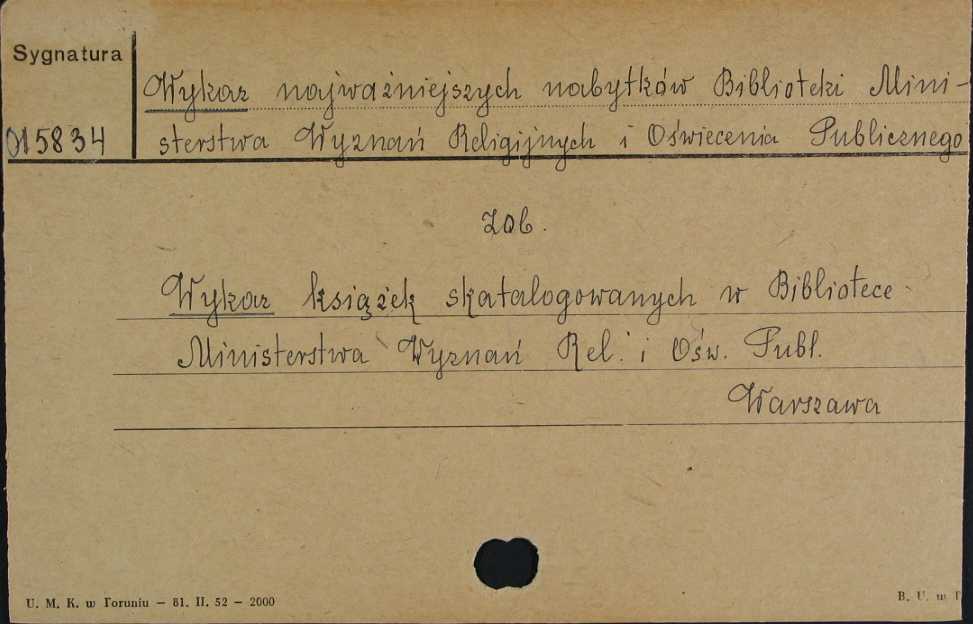 Sygnatura
Wykaz najważniejszych nabytków Biblioteki Mini-
015834
sterstwa Wyznań Religijnych i Oświecenia Publicznego
zob.
Wykaz książek skatalogowanych w Bibliotece
Ministerstwa Wyznań Rel. i Ośw. Publ.
Warszawa
U. M. K. w Toruniu – 81. II. 52 – 2000
B. U. w T